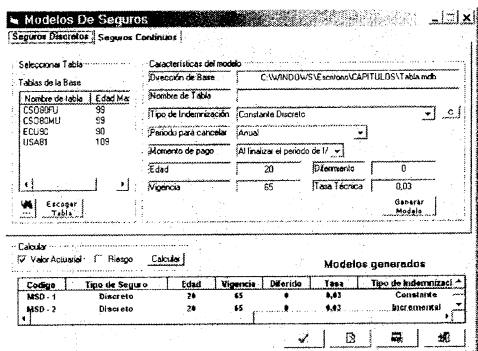 Modelos De Seguros
Seguros Discretos Seguros Continuos
Seleccionar Tabla
Tablas de la Base
Nombre de tabla Edad Ma
CSO80FU 99
CSO80MU 99
ECU90 90
USA81 109
Escoger Tabla
Características del modelo
Dirección de Base C:\WINDOWS\Escritorio\CAPITULOS\Tabla.mdb
Nombre de Tabla
Tipo de Indemnización Constante Discreto C
Periodo para cancelar Anual
Momento de pago Al finalizar el periodo de
Edad 20 Diferimiento 0
Vigencia 65 Tasa Técnica 0,03
Generar Modelo
Calcular
Valor Actuarial Riesgo Calcular
Modelos generados
Codigo Tipo de Seguro Edad Vigencia Diferido Tasa Tipo de Indemnizaci
MSD - 1 Discreto 20 65 0 0,03 Constante
MSD - 2 Discreto 20 65 0 0,03 Incremental